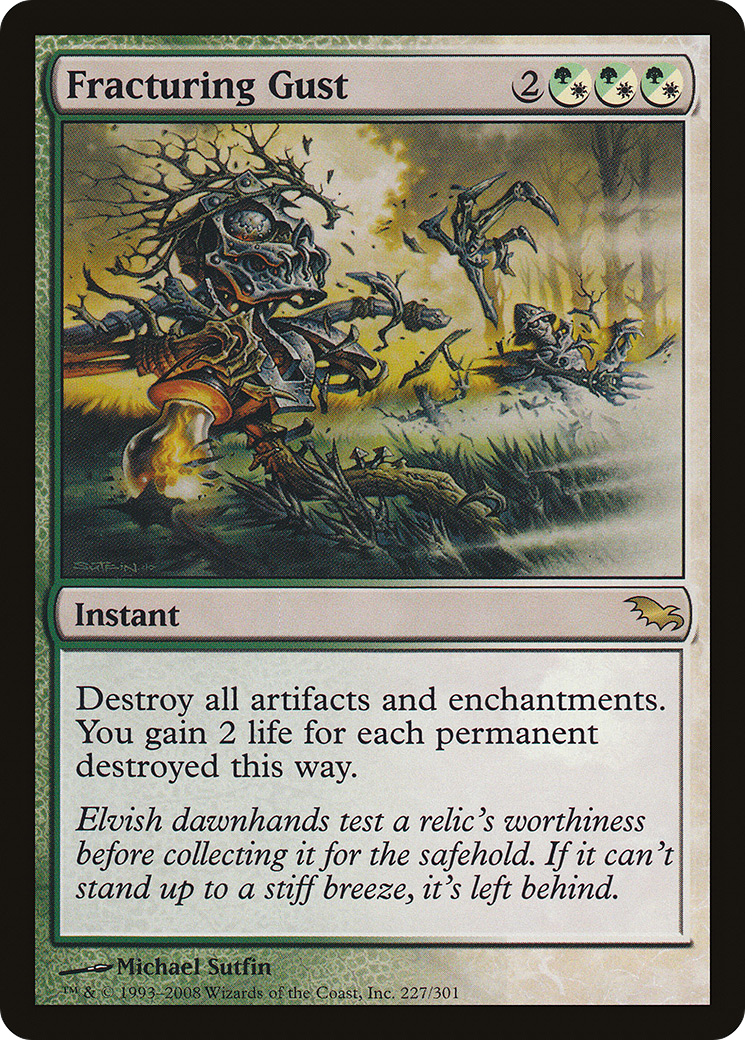 Fracturing Gust 2
SUTFIN
Instant
Destroy all artifacts and enchantments.
You gain 2 life for each permanent
destroyed this way.
Elvish dawnhands test a relic's worthiness
before collecting it for the safehold. If it can't
stand up to a stiff breeze, it's left behind.
Michael Sutfin
™ & © 1993–2008 Wizards of the Coast, Inc. 227/301